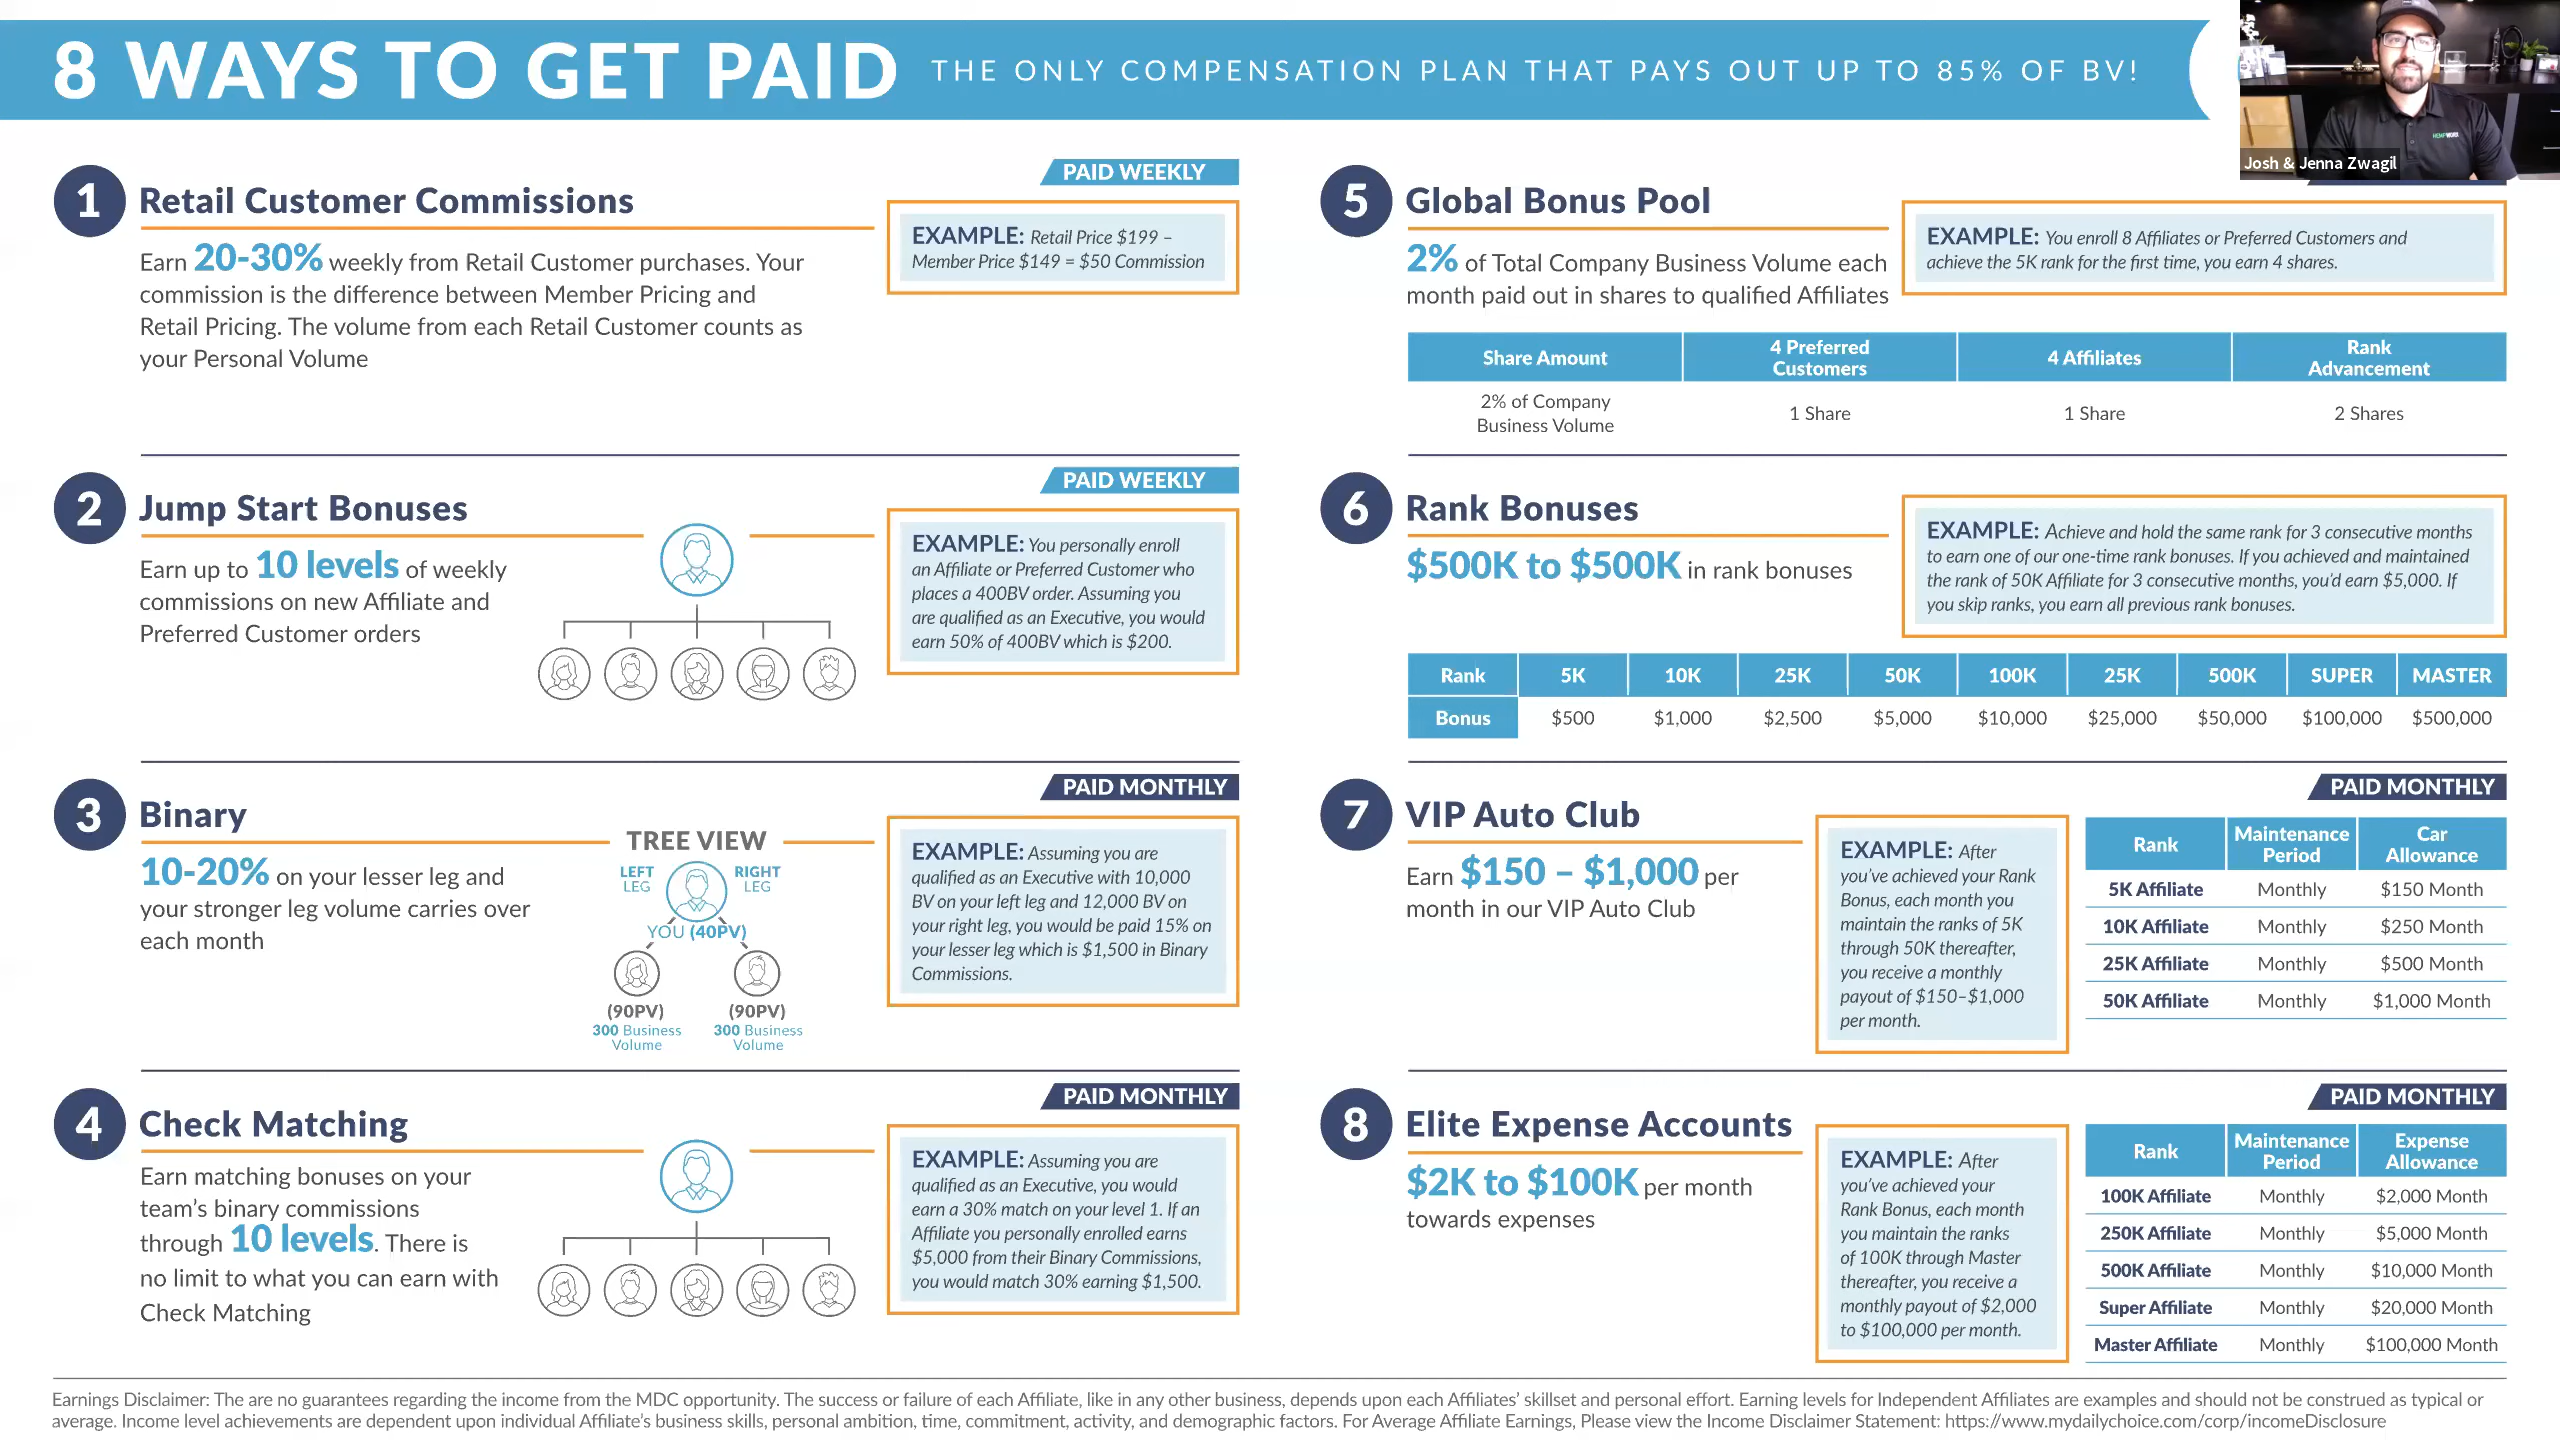 8 WAYS TO GET PAID THE ONLY COMPENSATION PLAN THAT PAYS OUT UP TO 85% OF BV!
HEMPWORX
Josh & Jenna Zwagil
1 Retail Customer Commissions
PAID WEEKLY
Earn 20-30% weekly from Retail Customer purchases. Your
commission is the difference between Member Pricing and
Retail Pricing. The volume from each Retail Customer counts as
your Personal Volume
EXAMPLE: Retail Price $199 –
Member Price $149 = $50 Commission
2 Jump Start Bonuses
PAID WEEKLY
Earn up to 10 levels of weekly
commissions on new Affiliate and
Preferred Customer orders
EXAMPLE: You personally enroll
an Affiliate or Preferred Customer who
places a 400BV order. Assuming you
are qualified as an Executive, you would
earn 50% of 400BV which is $200.
3 Binary
PAID MONTHLY
10-20% on your lesser leg and
your stronger leg volume carries over
each month
TREE VIEW
LEFT RIGHT
LEG LEG
YOU (40PV)
(90PV) (90PV)
300 Business 300 Business
Volume Volume
EXAMPLE: Assuming you are
qualified as an Executive with 10,000
BV on your left leg and 12,000 BV on
your right leg, you would be paid 15% on
your lesser leg which is $1,500 in Binary
Commissions.
4 Check Matching
PAID MONTHLY
Earn matching bonuses on your
team's binary commissions
through 10 levels. There is
no limit to what you can earn with
Check Matching
EXAMPLE: Assuming you are
qualified as an Executive, you would
earn a 30% match on your level 1. If an
Affiliate you personally enrolled earns
$5,000 from their Binary Commissions,
you would match 30% earning $1,500.
5 Global Bonus Pool
2% of Total Company Business Volume each
month paid out in shares to qualified Affiliates
EXAMPLE: You enroll 8 Affiliates or Preferred Customers and
achieve the 5K rank for the first time, you earn 4 shares.
Share Amount 4 Preferred Customers 4 Affiliates Rank Advancement
2% of Company Business Volume 1 Share 1 Share 2 Shares
6 Rank Bonuses
$500K to $500K in rank bonuses
EXAMPLE: Achieve and hold the same rank for 3 consecutive months
to earn one of our one-time rank bonuses. If you achieved and maintained
the rank of 50K Affiliate for 3 consecutive months, you'd earn $5,000. If
you skip ranks, you earn all previous rank bonuses.
Rank 5K 10K 25K 50K 100K 25K 500K SUPER MASTER
Bonus $500 $1,000 $2,500 $5,000 $10,000 $25,000 $50,000 $100,000 $500,000
7 VIP Auto Club
PAID MONTHLY
Earn $150 – $1,000 per
month in our VIP Auto Club
EXAMPLE: After
you've achieved your Rank
Bonus, each month you
maintain the ranks of 5K
through 50K thereafter,
you receive a monthly
payout of $150–$1,000
per month.
Rank Maintenance Period Car Allowance
5K Affiliate Monthly $150 Month
10K Affiliate Monthly $250 Month
25K Affiliate Monthly $500 Month
50K Affiliate Monthly $1,000 Month
8 Elite Expense Accounts
PAID MONTHLY
$2K to $100K per month
towards expenses
EXAMPLE: After
you've achieved your
Rank Bonus, each month
you maintain the ranks
of 100K through Master
thereafter, you receive a
monthly payout of $2,000
to $100,000 per month.
Rank Maintenance Period Expense Allowance
100K Affiliate Monthly $2,000 Month
250K Affiliate Monthly $5,000 Month
500K Affiliate Monthly $10,000 Month
Super Affiliate Monthly $20,000 Month
Master Affiliate Monthly $100,000 Month
Earnings Disclaimer: The are no guarantees regarding the income from the MDC opportunity. The success or failure of each Affiliate, like in any other business, depends upon each Affiliates' skillset and personal effort. Earning levels for Independent Affiliates are examples and should not be construed as typical or
average. Income level achievements are dependent upon individual Affiliate's business skills, personal ambition, time, commitment, activity, and demographic factors. For Average Affiliate Earnings, Please view the Income Disclaimer Statement: https://www.mydailychoice.com/corp/incomeDisclosure